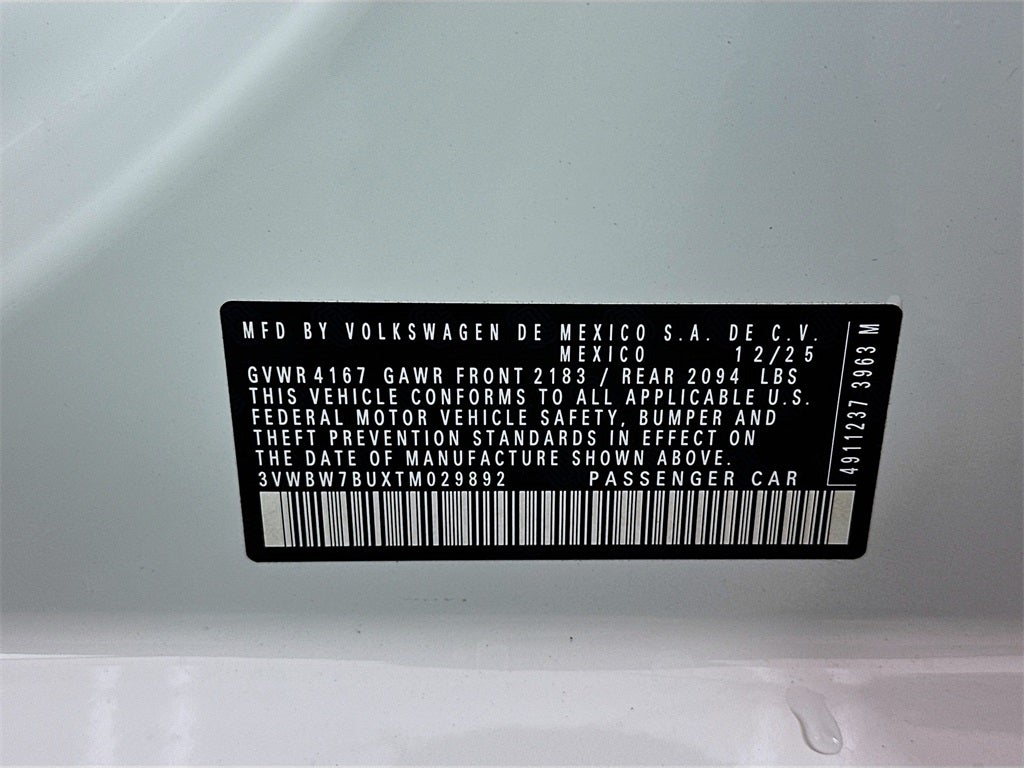 MFD BY VOLKSWAGEN DE MEXICO S.A. DE C.V.
MEXICO 12/25
GVWR 4167 GAWR FRONT 2183 / REAR 2094 LBS
THIS VEHICLE CONFORMS TO ALL APPLICABLE U.S.
FEDERAL MOTOR VEHICLE SAFETY, BUMPER AND
THEFT PREVENTION STANDARDS IN EFFECT ON
THE DATE OF MANUFACTURE SHOWN ABOVE.
3VWBW7BUXTM029892 PASSENGER CAR
4911237 3963 M